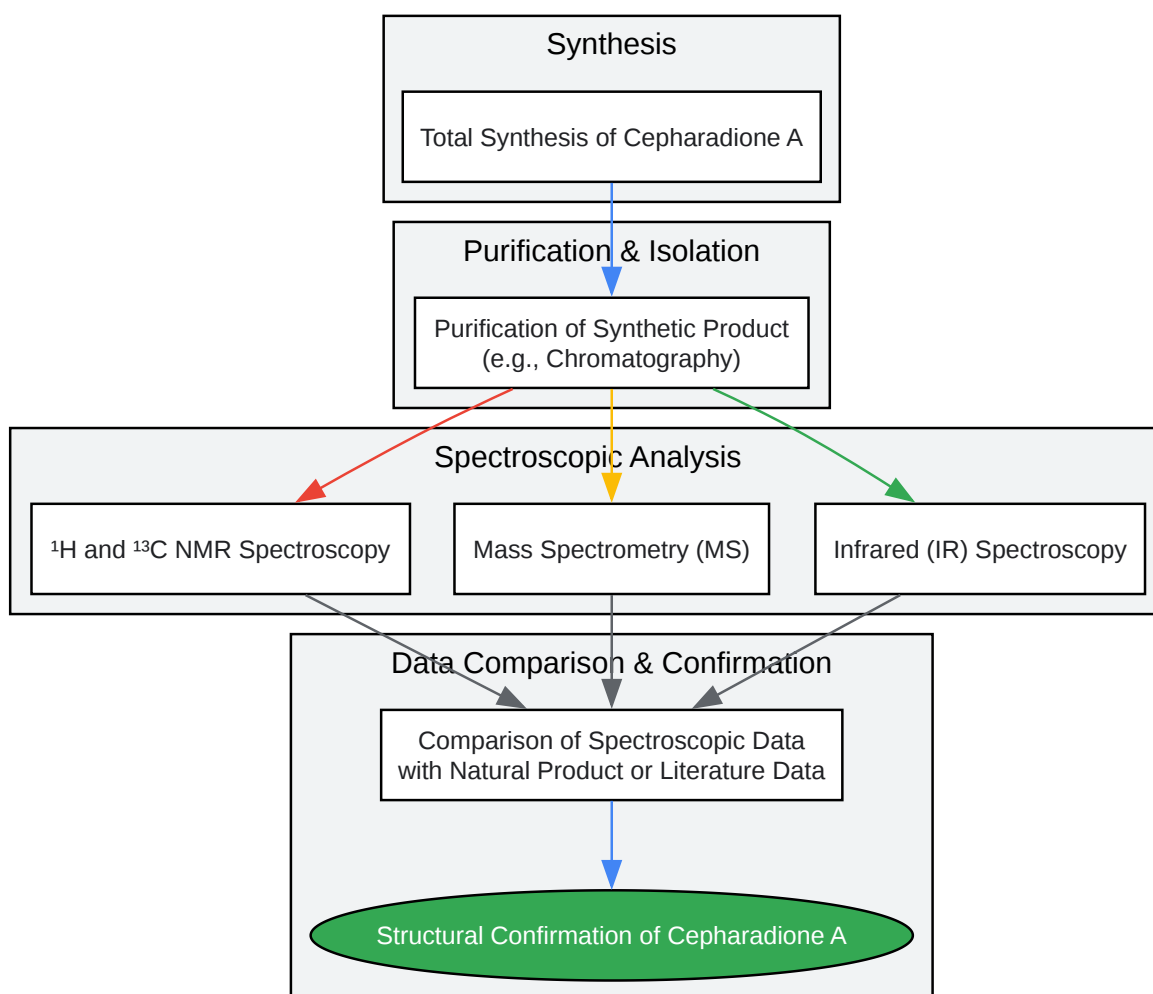 Synthesis
Total Synthesis of Cepharadione A
Purification & Isolation
Purification of Synthetic Product
(e.g., Chromatography)
Spectroscopic Analysis
¹H and ¹³C NMR Spectroscopy
Mass Spectrometry (MS)
Infrared (IR) Spectroscopy
Data Comparison & Confirmation
Comparison of Spectroscopic Data
with Natural Product or Literature Data
Structural Confirmation of Cepharadione A